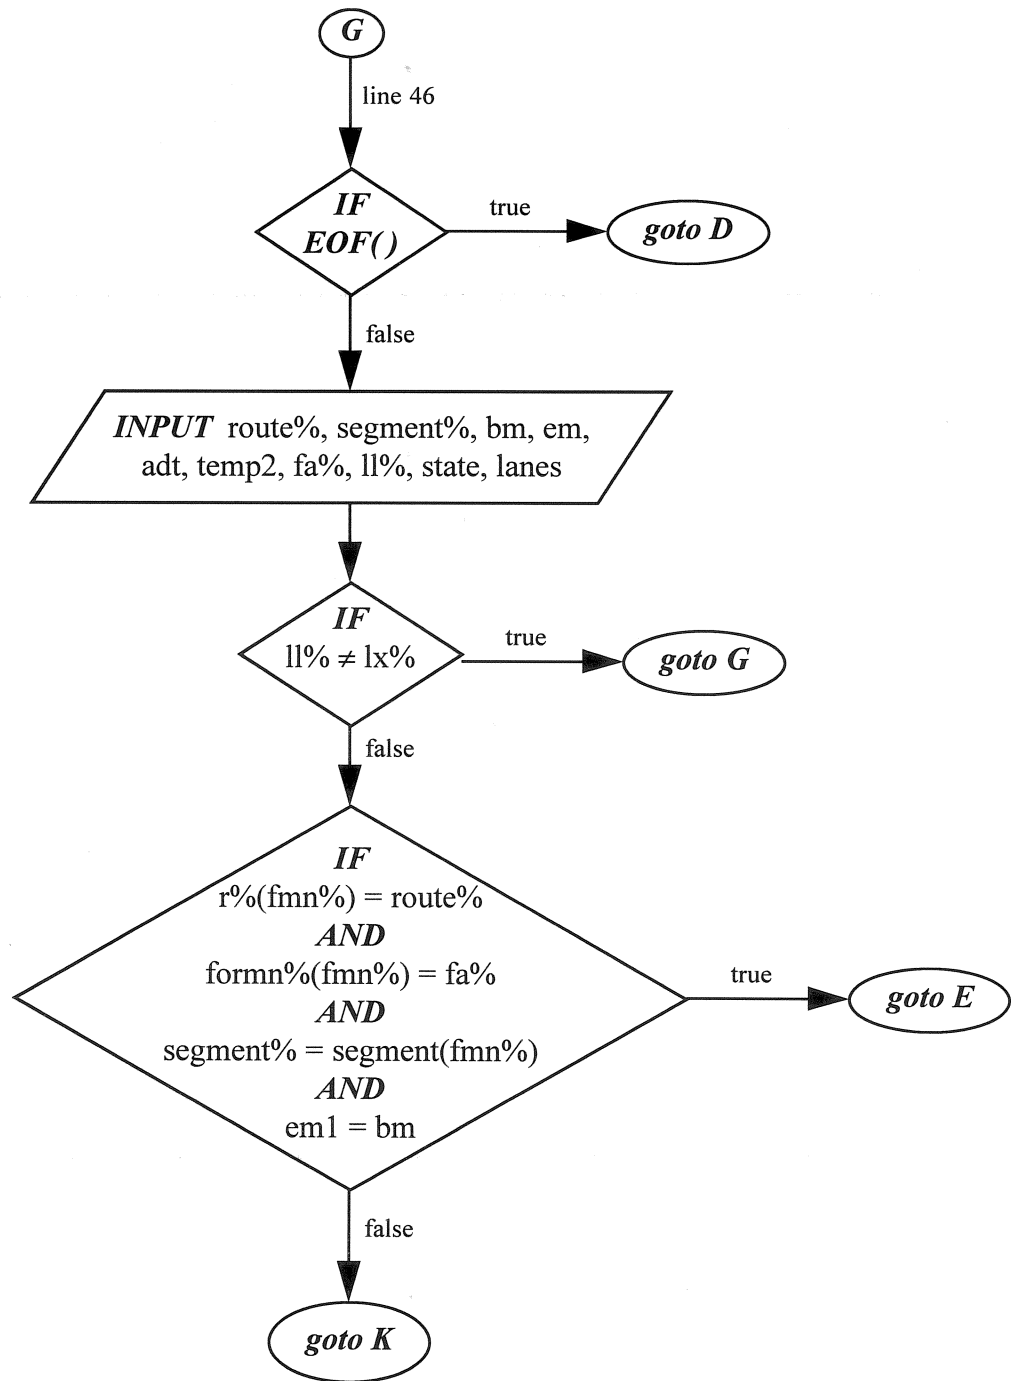 G
line 46
IF
EOF( )
true
goto D
false
INPUT route%, segment%, bm, em,
adt, temp2, fa%, ll%, state, lanes
IF
ll% ≠ lx%
true
goto G
false
IF
r%(fmn%) = route%
AND
formn%(fmn%) = fa%
AND
segment% = segment(fmn%)
AND
em1 = bm
true
goto E
false
goto K